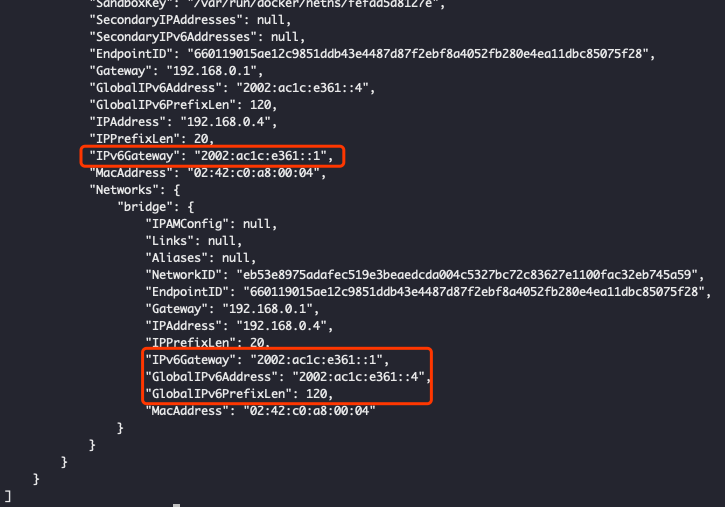 "SandboxKey": "/var/run/docker/netns/fefdd5d8127e",
"SecondaryIPAddresses": null,
"SecondaryIPv6Addresses": null,
"EndpointID": "660119015ae12c9851ddb43e4487d87f2ebf8a4052fb280e4ea11dbc85075f28",
"Gateway": "192.168.0.1",
"GlobalIPv6Address": "2002:ac1c:e361::4",
"GlobalIPv6PrefixLen": 120,
"IPAddress": "192.168.0.4",
"IPPrefixLen": 20,
"IPv6Gateway": "2002:ac1c:e361::1",
"MacAddress": "02:42:c0:a8:00:04",
"Networks": {
"bridge": {
"IPAMConfig": null,
"Links": null,
"Aliases": null,
"NetworkID": "eb53e8975adafec519e3beaedcda004c5327bc72c83627e1100fac32eb745a59",
"EndpointID": "660119015ae12c9851ddb43e4487d87f2ebf8a4052fb280e4ea11dbc85075f28",
"Gateway": "192.168.0.1",
"IPAddress": "192.168.0.4",
"IPPrefixLen": 20,
"IPv6Gateway": "2002:ac1c:e361::1",
"GlobalIPv6Address": "2002:ac1c:e361::4",
"GlobalIPv6PrefixLen": 120,
"MacAddress": "02:42:c0:a8:00:04"
}
}
}
}
]